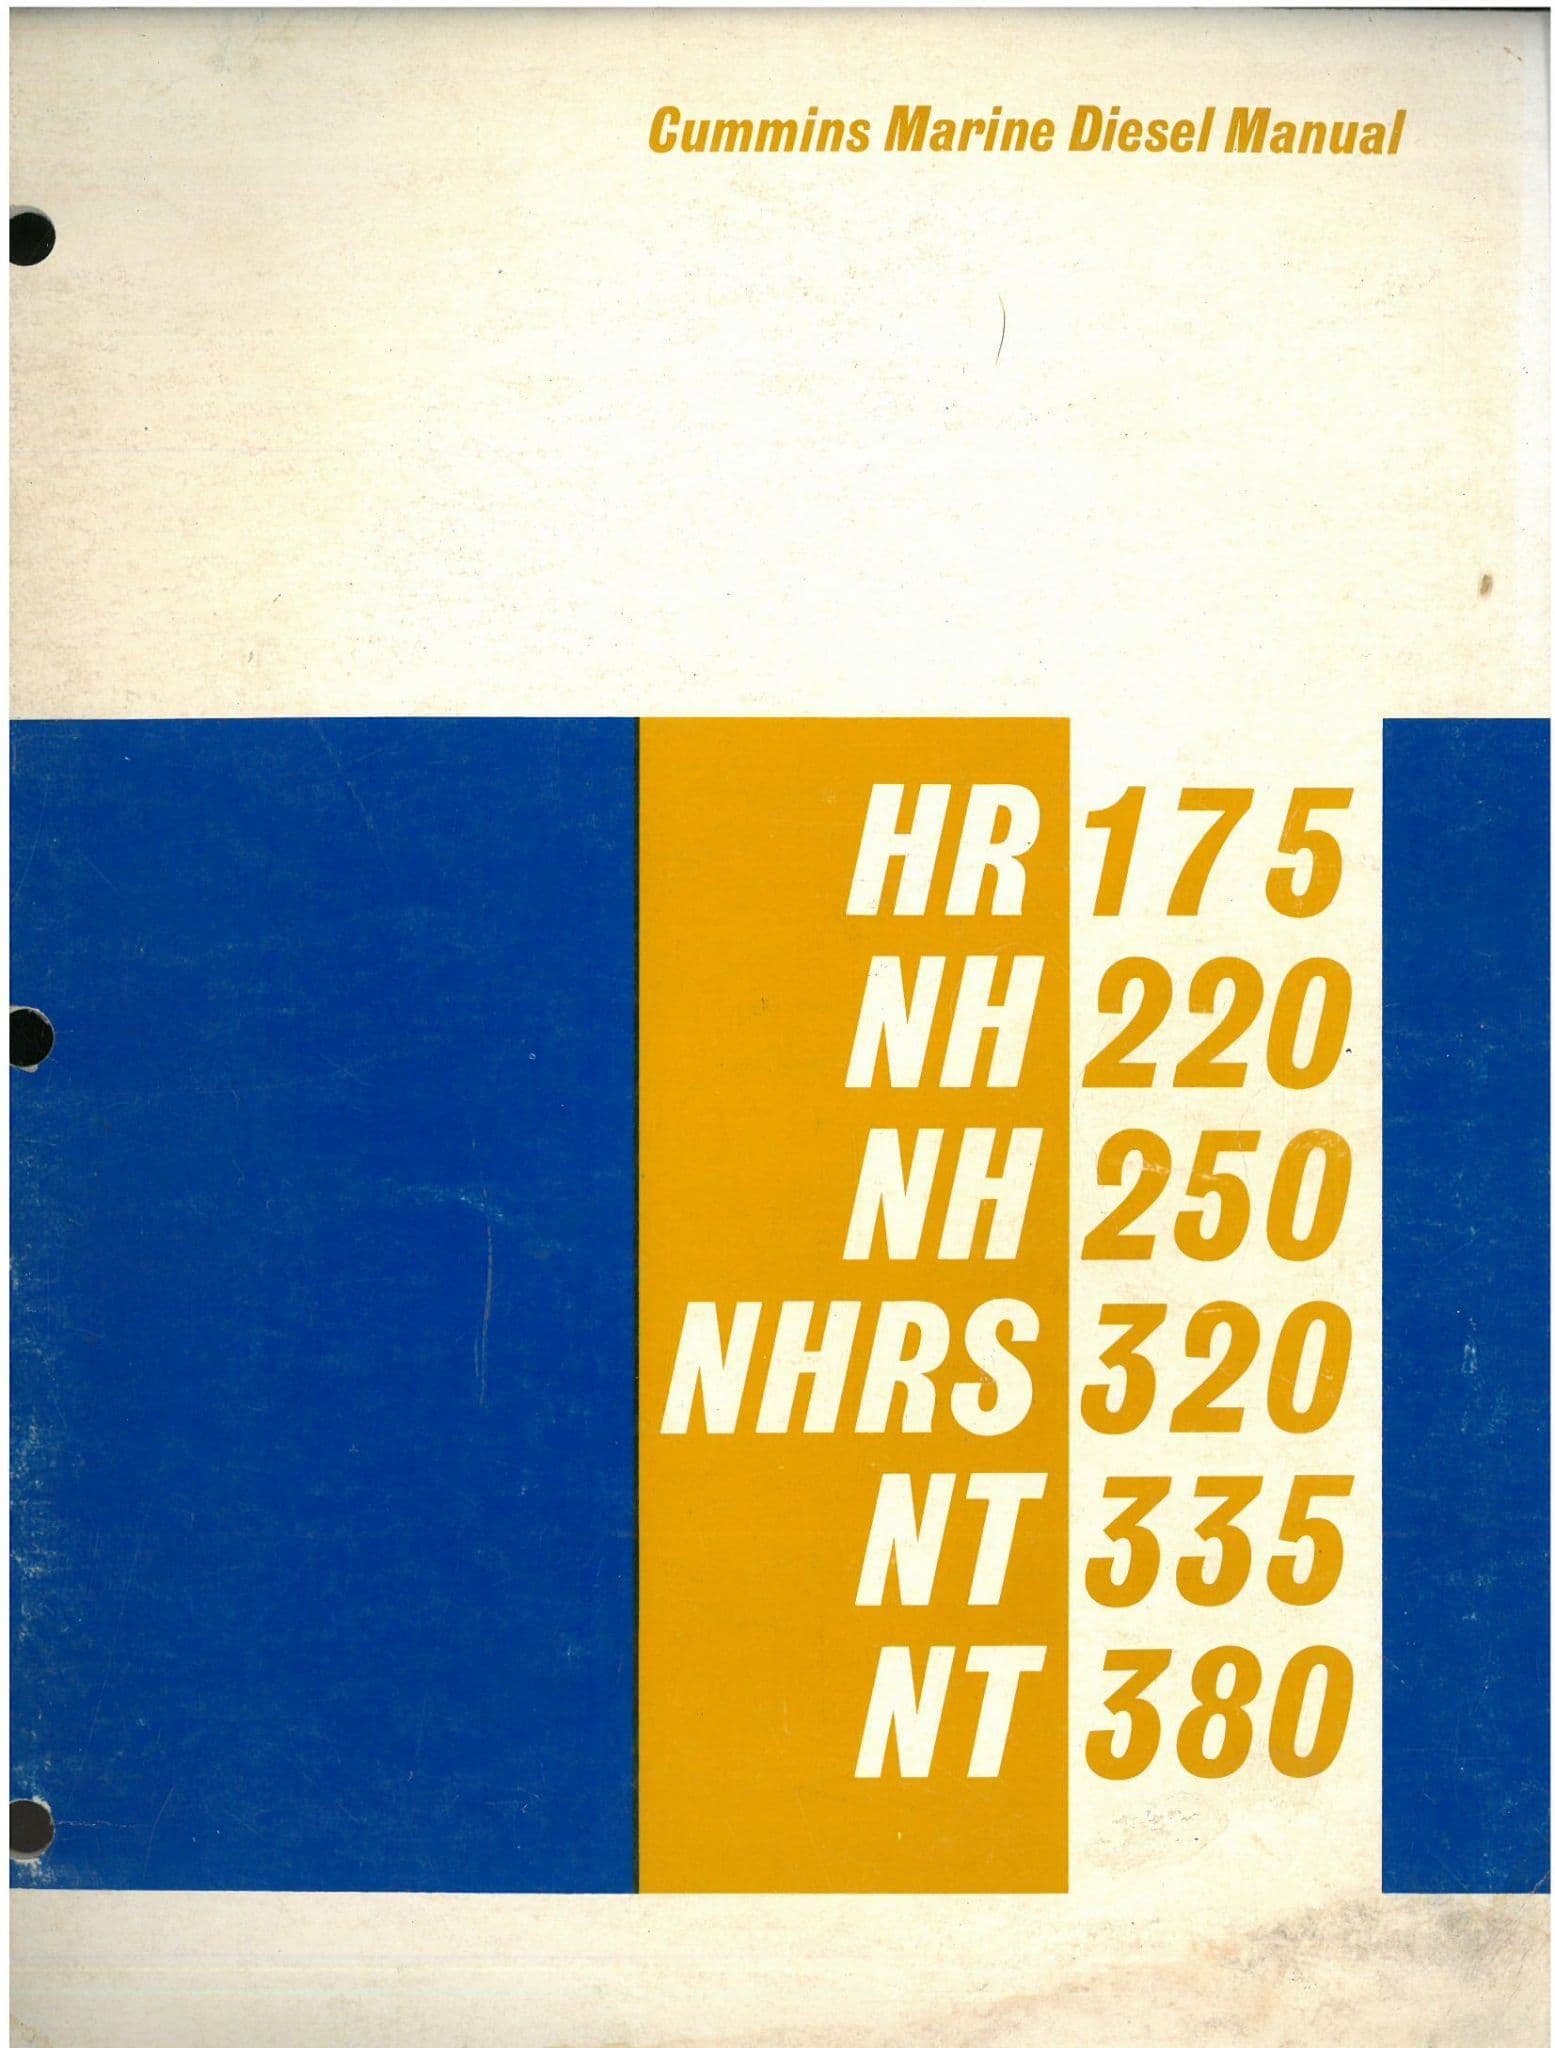 Cummins Marine Diesel Manual
HR 175
NH 220
NH 250
NHRS 320
NT 335
NT 380